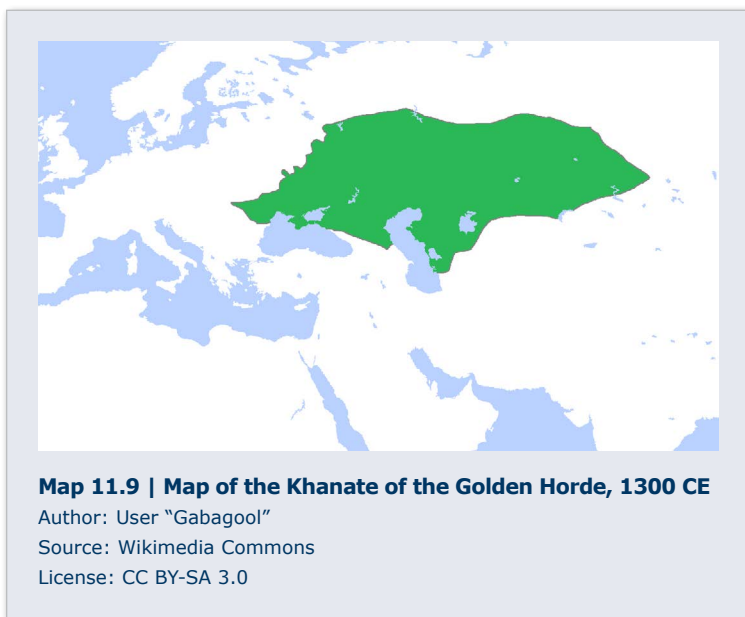 Map 11.9 | Map of the Khanate of the Golden Horde, 1300 CE
Author: User “Gabagool”
Source: Wikimedia Commons
License: CC BY-SA 3.0